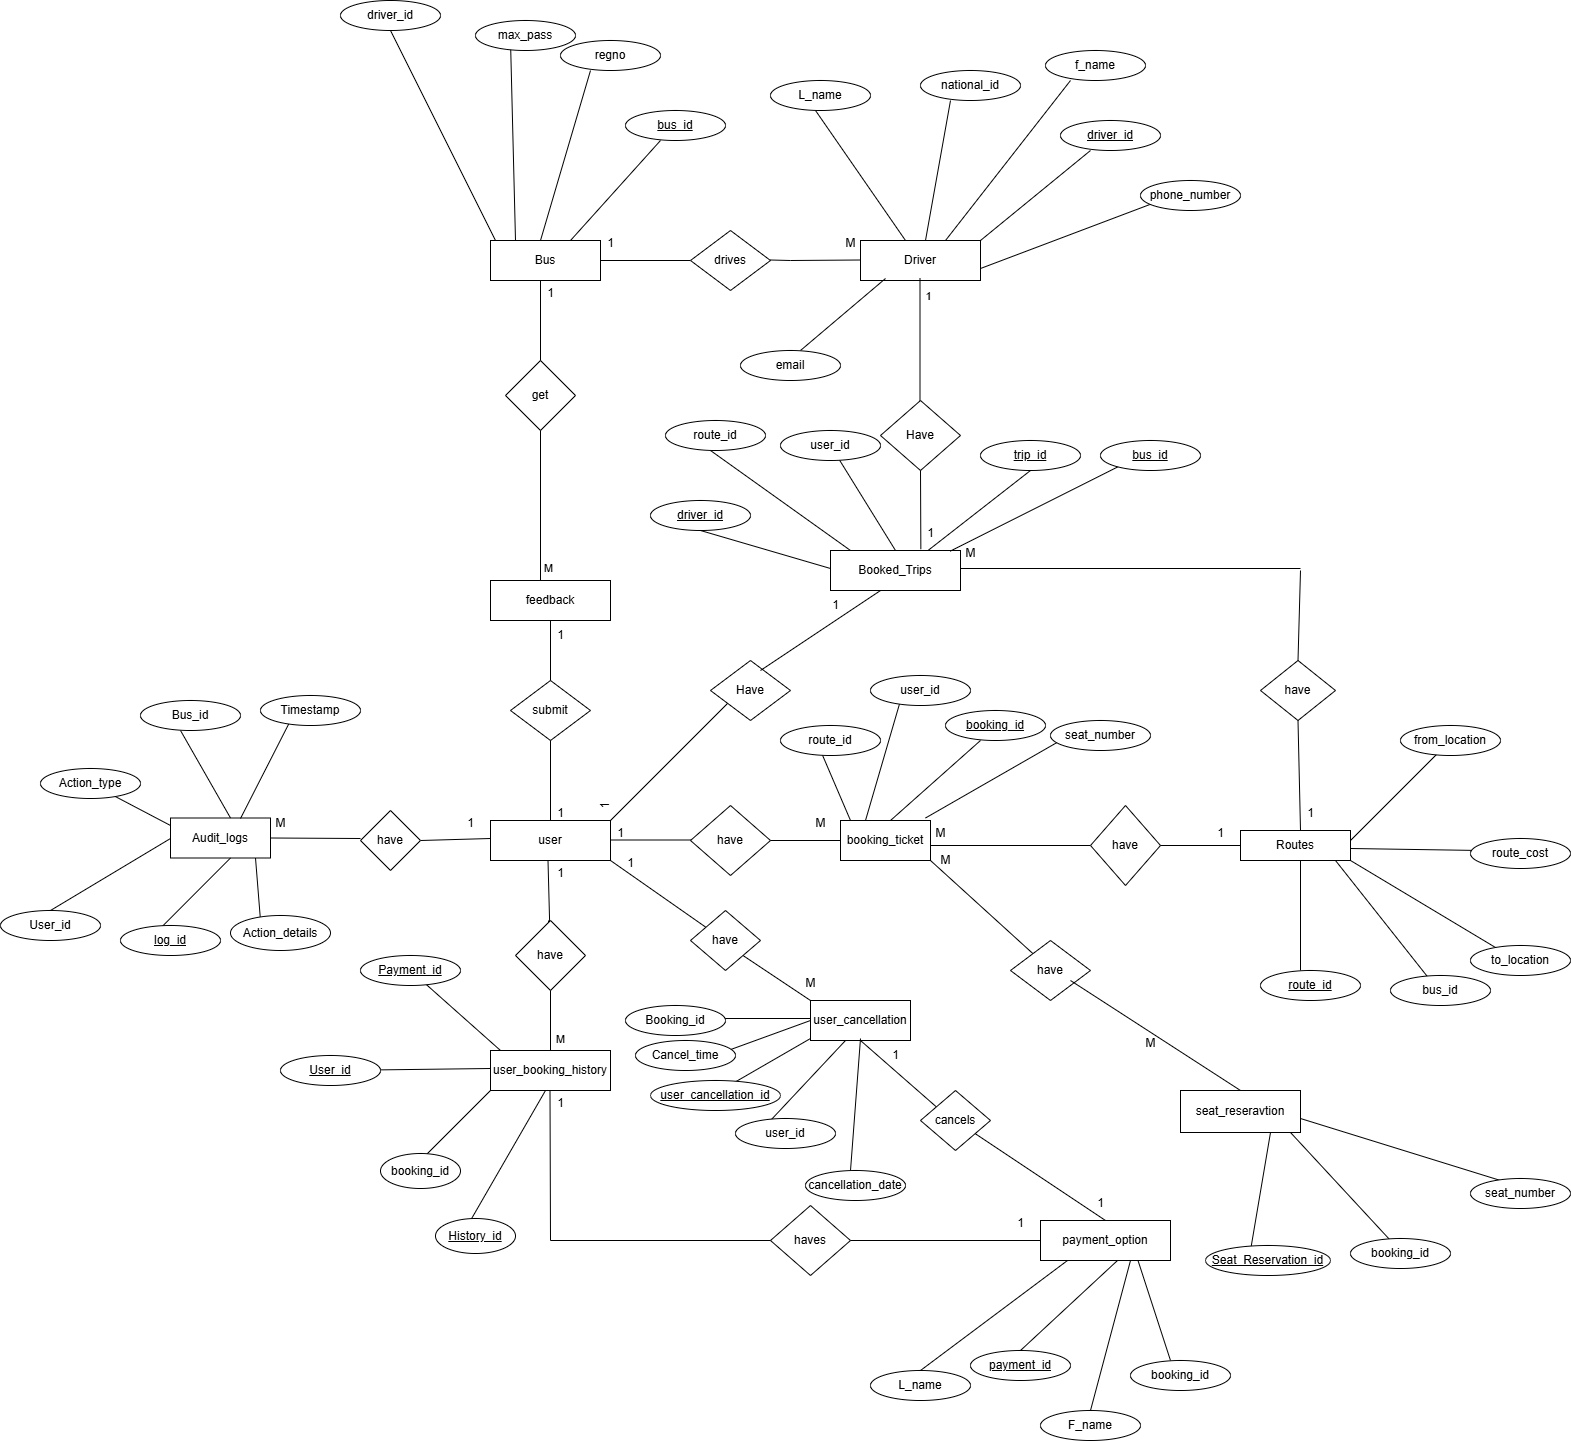 driver_id
max_pass
regno
bus_id
L_name
national_id
f_name
driver_id
phone_number
Bus
1
drives
M
Driver
1
1
email
get
route_id
user_id
Have
trip_id
bus_id
driver_id
1
M
Booked_Trips
M
feedback
1
1
Bus_id
Timestamp
submit
Have
user_id
booking_id
seat_number
route_id
have
from_location
Action_type
Audit_logs
M
have
1
1
user
1
1
have
M
booking_ticket
M
have
1
1
Routes
route_cost
1
1
M
User_id
log_id
Action_details
have
have
have
to_location
route_id
bus_id
Payment_id
M
M
Booking_id
user_cancellation
M
Cancel_time
1
User_id
user_booking_history
user_cancellation_id
1
user_id
cancels
seat_reseravtion
booking_id
cancellation_date
seat_number
History_id
haves
1
1
payment_option
Seat_Reservation_id
booking_id
L_name
payment_id
booking_id
F_name